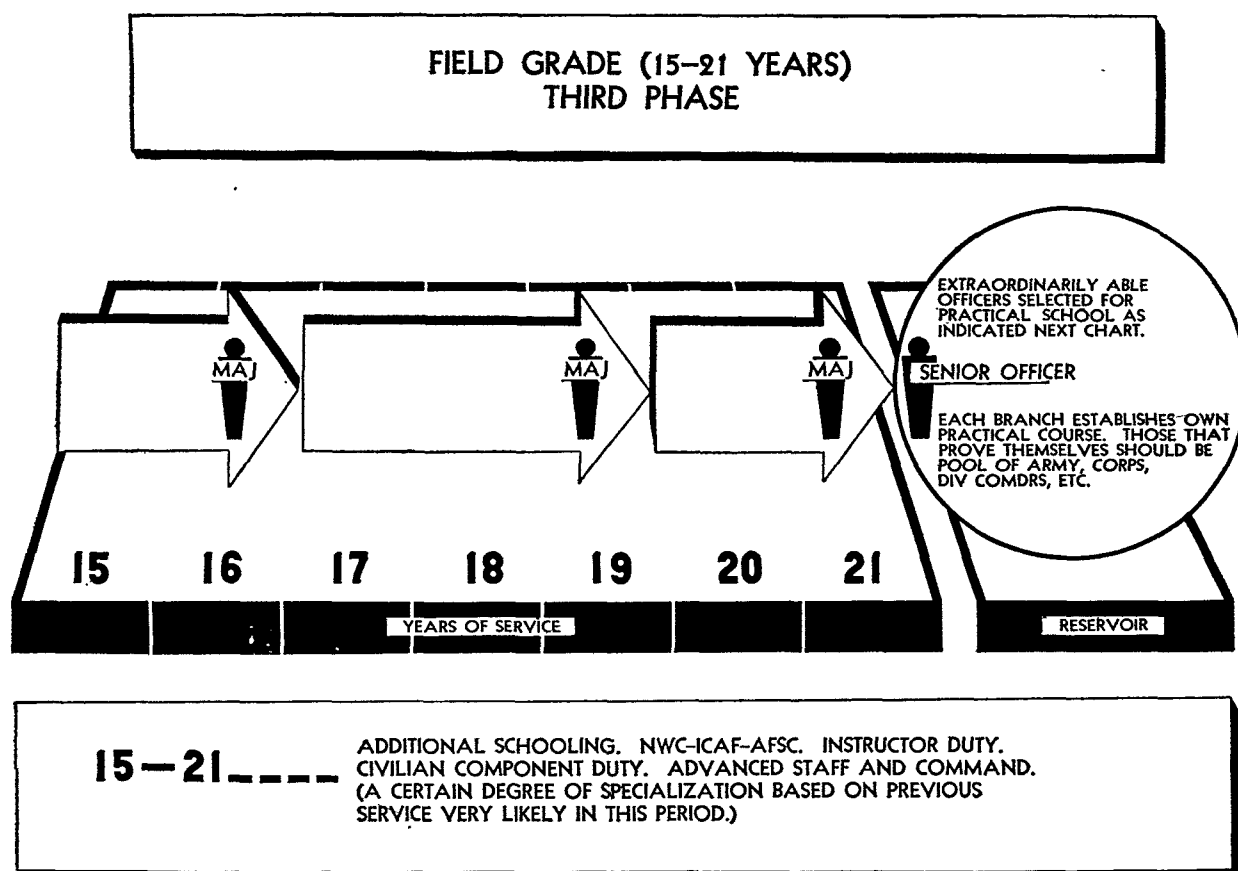 FIELD GRADE (15–21 YEARS)
THIRD PHASE
EXTRAORDINARILY ABLE
OFFICERS SELECTED FOR
PRACTICAL SCHOOL AS
INDICATED NEXT CHART.
MAJ
MAJ
MAJ
SENIOR OFFICER
EACH BRANCH ESTABLISHES OWN
PRACTICAL COURSE. THOSE THAT
PROVE THEMSELVES SHOULD BE
POOL OF ARMY, CORPS,
DIV COMDRS, ETC.
15 16 17 18 19 20 21
YEARS OF SERVICE
RESERVOIR
15–21____ ADDITIONAL SCHOOLING. NWC–ICAF–AFSC. INSTRUCTOR DUTY.
CIVILIAN COMPONENT DUTY. ADVANCED STAFF AND COMMAND.
(A CERTAIN DEGREE OF SPECIALIZATION BASED ON PREVIOUS
SERVICE VERY LIKELY IN THIS PERIOD.)